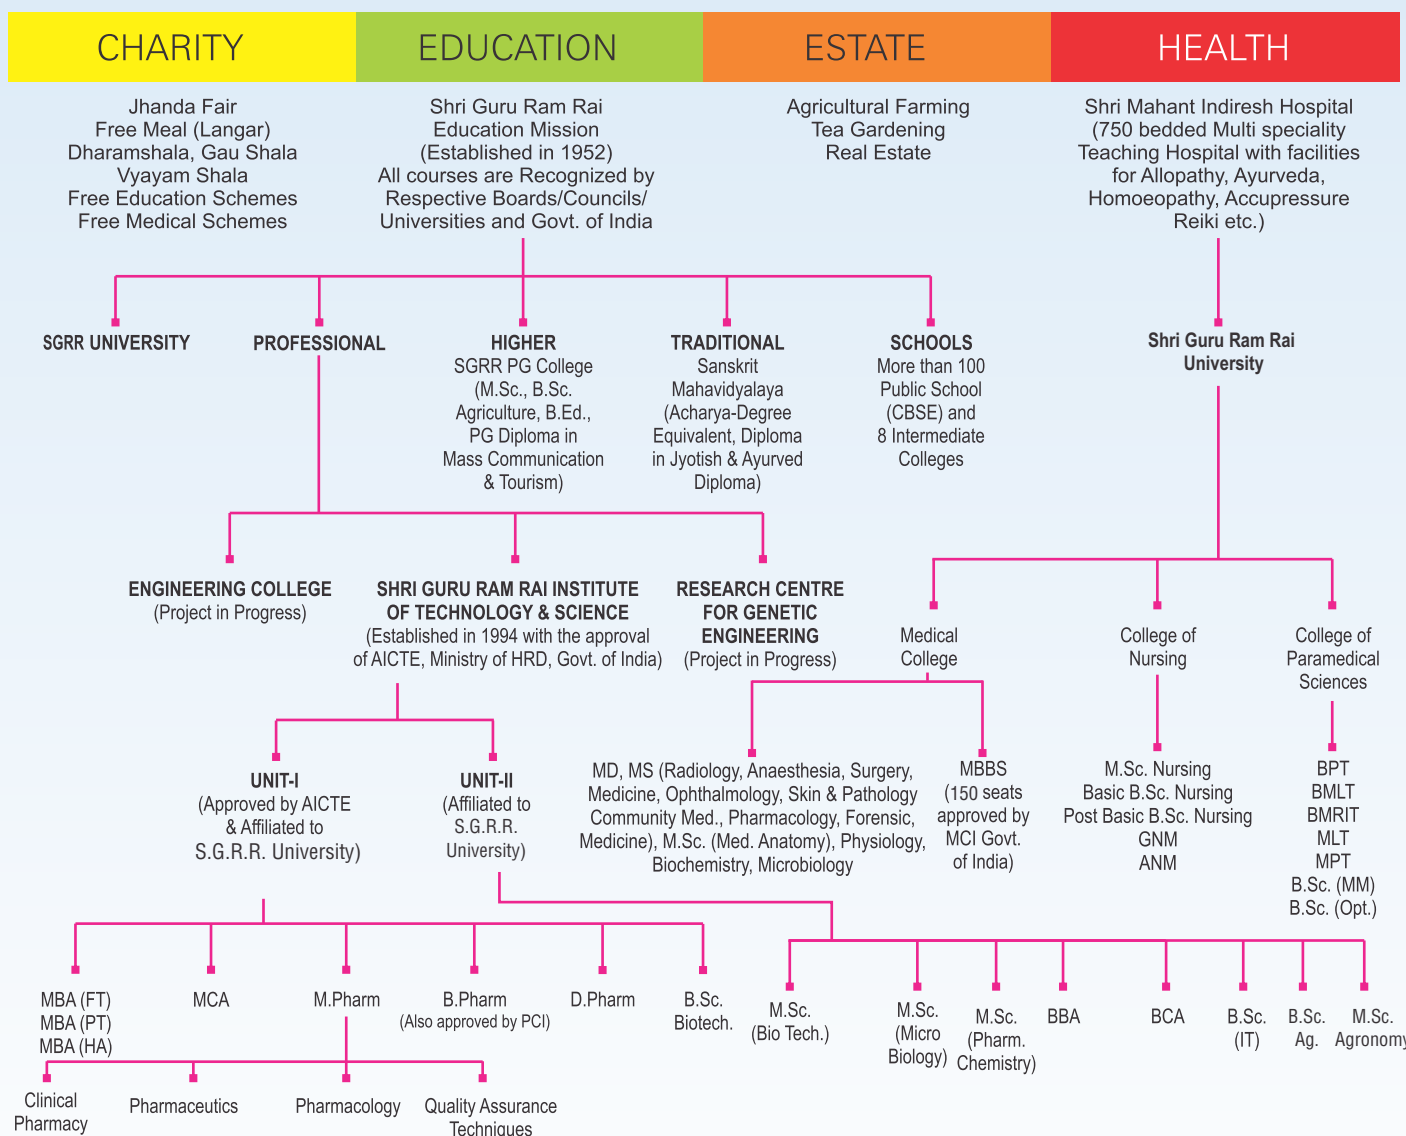 CHARITY
EDUCATION
ESTATE
HEALTH
Jhanda Fair
Free Meal (Langar)
Dharamshala, Gau Shala
Vyayam Shala
Free Education Schemes
Free Medical Schemes
Shri Guru Ram Rai
Education Mission
(Established in 1952)
All courses are Recognized by
Respective Boards/Councils/
Universities and Govt. of India
Agricultural Farming
Tea Gardening
Real Estate
Shri Mahant Indiresh Hospital
(750 bedded Multi speciality
Teaching Hospital with facilities
for Allopathy, Ayurveda,
Homoeopathy, Accupressure
Reiki etc.)
SGRR UNIVERSITY
PROFESSIONAL
HIGHER
SGRR PG College
(M.Sc., B.Sc.
Agriculture, B.Ed.,
PG Diploma in
Mass Communication
& Tourism)
TRADITIONAL
Sanskrit
Mahavidyalaya
(Acharya-Degree
Equivalent, Diploma
in Jyotish & Ayurved
Diploma)
SCHOOLS
More than 100
Public School
(CBSE) and
8 Intermediate
Colleges
Shri Guru Ram Rai
University
ENGINEERING COLLEGE
(Project in Progress)
SHRI GURU RAM RAI INSTITUTE
OF TECHNOLOGY & SCIENCE
(Established in 1994 with the approval
of AICTE, Ministry of HRD, Govt. of India)
RESEARCH CENTRE
FOR GENETIC
ENGINEERING
(Project in Progress)
Medical
College
College of
Nursing
College of
Paramedical
Sciences
UNIT-I
(Approved by AICTE
& Affiliated to
S.G.R.R. University)
UNIT-II
(Affiliated to
S.G.R.R.
University)
MD, MS (Radiology, Anaesthesia, Surgery,
Medicine, Ophthalmology, Skin & Pathology
Community Med., Pharmacology, Forensic,
Medicine), M.Sc. (Med. Anatomy), Physiology,
Biochemistry, Microbiology
MBBS
(150 seats
approved by
MCI Govt.
of India)
M.Sc. Nursing
Basic B.Sc. Nursing
Post Basic B.Sc. Nursing
GNM
ANM
BPT
BMLT
BMRIT
MLT
MPT
B.Sc. (MM)
B.Sc. (Opt.)
MBA (FT)
MBA (PT)
MBA (HA)
MCA
M.Pharm
B.Pharm
(Also approved by PCI)
D.Pharm
B.Sc.
Biotech.
M.Sc.
(Bio Tech.)
M.Sc.
(Micro
Biology)
M.Sc.
(Pharm.
Chemistry)
BBA
BCA
B.Sc.
(IT)
B.Sc.
Ag.
M.Sc.
Agronomy
Clinical
Pharmacy
Pharmaceutics
Pharmacology
Quality Assurance
Techniques